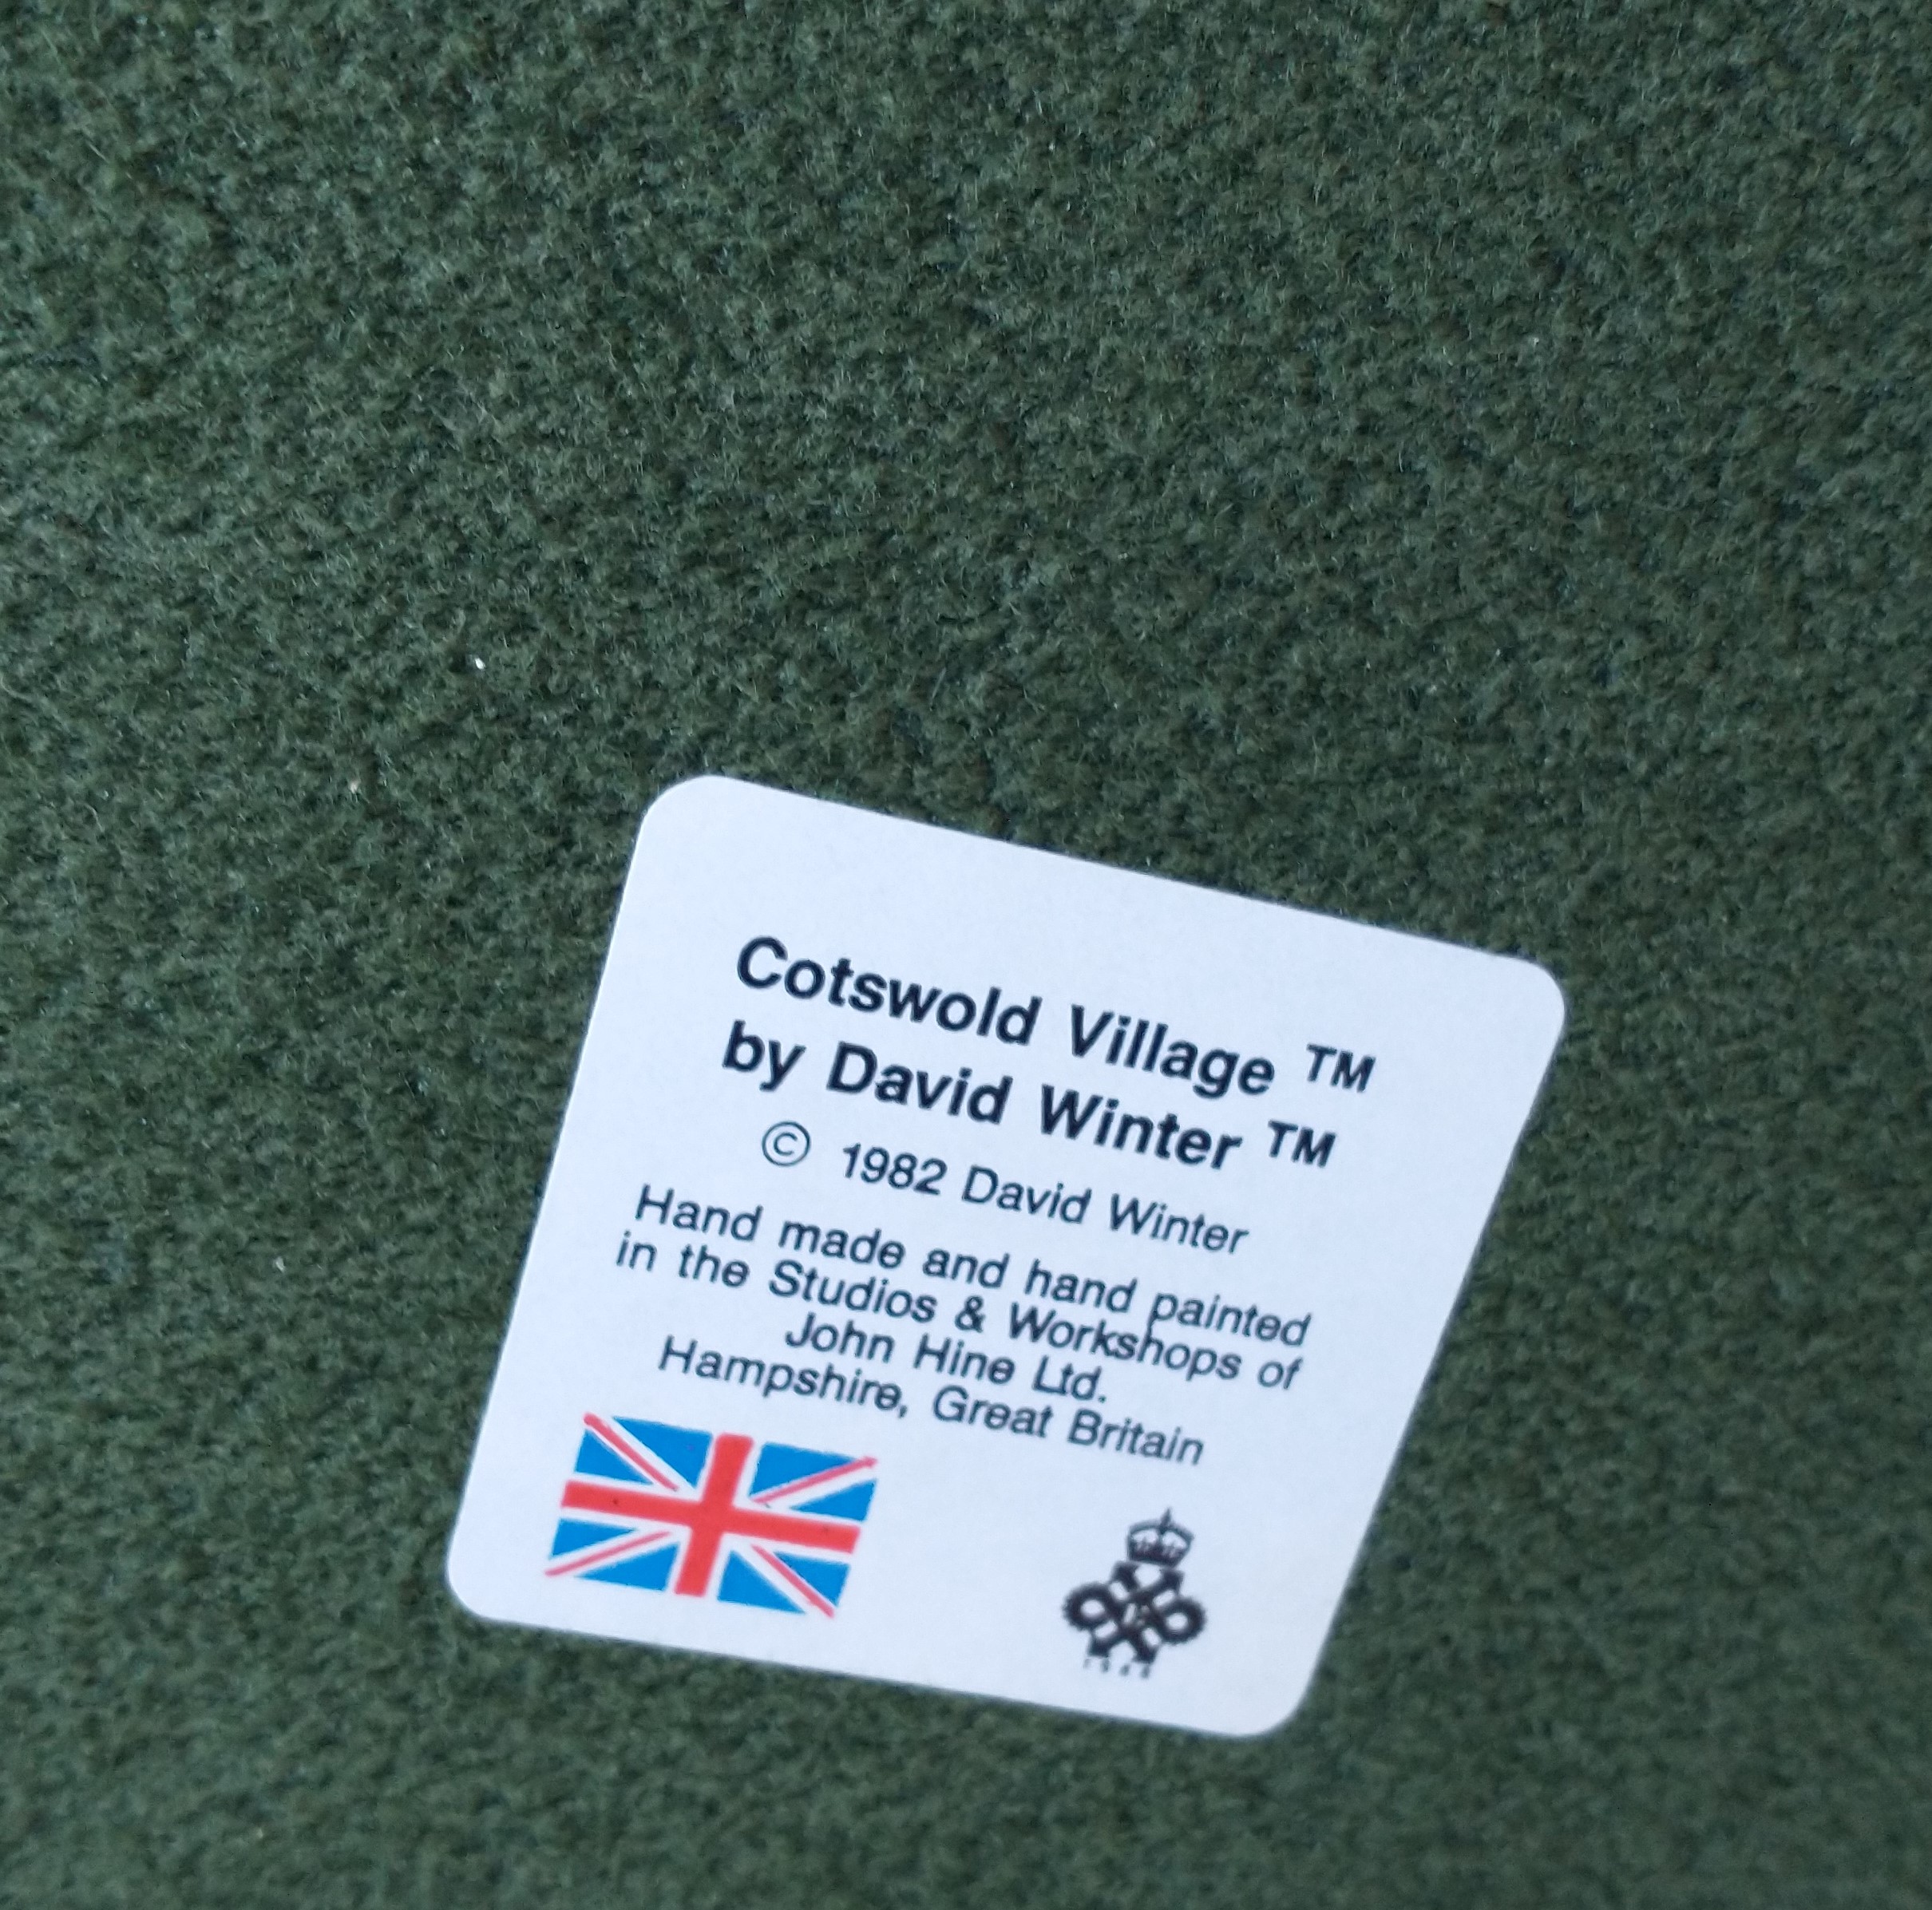 Cotswold Village ™
by David Winter ™
© 1982 David Winter
Hand made and hand painted
in the Studios & Workshops of
John Hine Ltd.
Hampshire, Great Britain